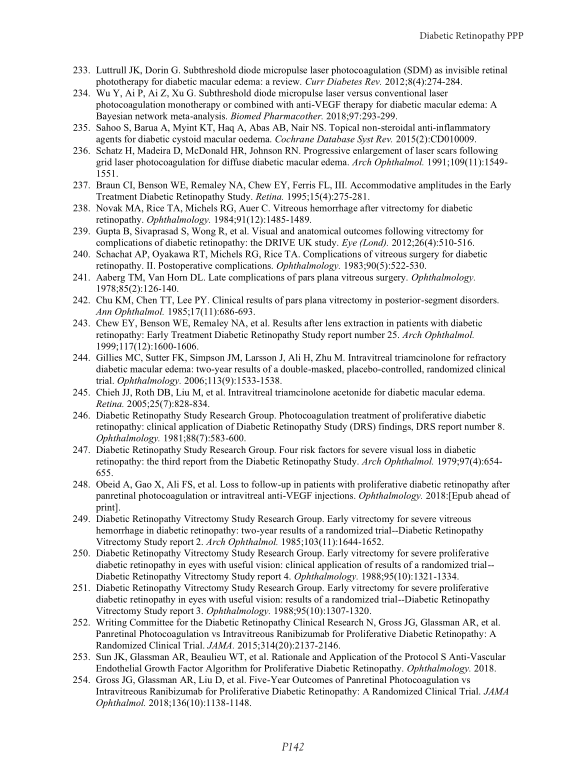 Diabetic Retinopathy PPP
233. Luttrull JK, Dorin G. Subthreshold diode micropulse laser photocoagulation (SDM) as invisible retinal
phototherapy for diabetic macular edema: a review. Curr Diabetes Rev. 2012;8(4):274-284.
234. Wu Y, Ai P, Ai Z, Xu G. Subthreshold diode micropulse laser versus conventional laser
photocoagulation monotherapy or combined with anti-VEGF therapy for diabetic macular edema: A
Bayesian network meta-analysis. Biomed Pharmacother. 2018;97:293-299.
235. Sahoo S, Barua A, Myint KT, Haq A, Abas AB, Nair NS. Topical non-steroidal anti-inflammatory
agents for diabetic cystoid macular oedema. Cochrane Database Syst Rev. 2015(2):CD010009.
236. Schatz H, Madeira D, McDonald HR, Johnson RN. Progressive enlargement of laser scars following
grid laser photocoagulation for diffuse diabetic macular edema. Arch Ophthalmol. 1991;109(11):1549-
1551.
237. Braun CI, Benson WE, Remaley NA, Chew EY, Ferris FL, III. Accommodative amplitudes in the Early
Treatment Diabetic Retinopathy Study. Retina. 1995;15(4):275-281.
238. Novak MA, Rice TA, Michels RG, Auer C. Vitreous hemorrhage after vitrectomy for diabetic
retinopathy. Ophthalmology. 1984;91(12):1485-1489.
239. Gupta B, Sivaprasad S, Wong R, et al. Visual and anatomical outcomes following vitrectomy for
complications of diabetic retinopathy: the DRIVE UK study. Eye (Lond). 2012;26(4):510-516.
240. Schachat AP, Oyakawa RT, Michels RG, Rice TA. Complications of vitreous surgery for diabetic
retinopathy. II. Postoperative complications. Ophthalmology. 1983;90(5):522-530.
241. Aaberg TM, Van Horn DL. Late complications of pars plana vitreous surgery. Ophthalmology.
1978;85(2):126-140.
242. Chu KM, Chen TT, Lee PY. Clinical results of pars plana vitrectomy in posterior-segment disorders.
Ann Ophthalmol. 1985;17(11):686-693.
243. Chew EY, Benson WE, Remaley NA, et al. Results after lens extraction in patients with diabetic
retinopathy: Early Treatment Diabetic Retinopathy Study report number 25. Arch Ophthalmol.
1999;117(12):1600-1606.
244. Gillies MC, Sutter FK, Simpson JM, Larsson J, Ali H, Zhu M. Intravitreal triamcinolone for refractory
diabetic macular edema: two-year results of a double-masked, placebo-controlled, randomized clinical
trial. Ophthalmology. 2006;113(9):1533-1538.
245. Chieh JJ, Roth DB, Liu M, et al. Intravitreal triamcinolone acetonide for diabetic macular edema.
Retina. 2005;25(7):828-834.
246. Diabetic Retinopathy Study Research Group. Photocoagulation treatment of proliferative diabetic
retinopathy: clinical application of Diabetic Retinopathy Study (DRS) findings, DRS report number 8.
Ophthalmology. 1981;88(7):583-600.
247. Diabetic Retinopathy Study Research Group. Four risk factors for severe visual loss in diabetic
retinopathy: the third report from the Diabetic Retinopathy Study. Arch Ophthalmol. 1979;97(4):654-
655.
248. Obeid A, Gao X, Ali FS, et al. Loss to follow-up in patients with proliferative diabetic retinopathy after
panretinal photocoagulation or intravitreal anti-VEGF injections. Ophthalmology. 2018:[Epub ahead of
print].
249. Diabetic Retinopathy Vitrectomy Study Research Group. Early vitrectomy for severe vitreous
hemorrhage in diabetic retinopathy: two-year results of a randomized trial--Diabetic Retinopathy
Vitrectomy Study report 2. Arch Ophthalmol. 1985;103(11):1644-1652.
250. Diabetic Retinopathy Vitrectomy Study Research Group. Early vitrectomy for severe proliferative
diabetic retinopathy in eyes with useful vision: clinical application of results of a randomized trial--
Diabetic Retinopathy Vitrectomy Study report 4. Ophthalmology. 1988;95(10):1321-1334.
251. Diabetic Retinopathy Vitrectomy Study Research Group. Early vitrectomy for severe proliferative
diabetic retinopathy in eyes with useful vision: results of a randomized trial--Diabetic Retinopathy
Vitrectomy Study report 3. Ophthalmology. 1988;95(10):1307-1320.
252. Writing Committee for the Diabetic Retinopathy Clinical Research N, Gross JG, Glassman AR, et al.
Panretinal Photocoagulation vs Intravitreous Ranibizumab for Proliferative Diabetic Retinopathy: A
Randomized Clinical Trial. JAMA. 2015;314(20):2137-2146.
253. Sun JK, Glassman AR, Beaulieu WT, et al. Rationale and Application of the Protocol S Anti-Vascular
Endothelial Growth Factor Algorithm for Proliferative Diabetic Retinopathy. Ophthalmology. 2018.
254. Gross JG, Glassman AR, Liu D, et al. Five-Year Outcomes of Panretinal Photocoagulation vs
Intravitreous Ranibizumab for Proliferative Diabetic Retinopathy: A Randomized Clinical Trial. JAMA
Ophthalmol. 2018;136(10):1138-1148.
P142